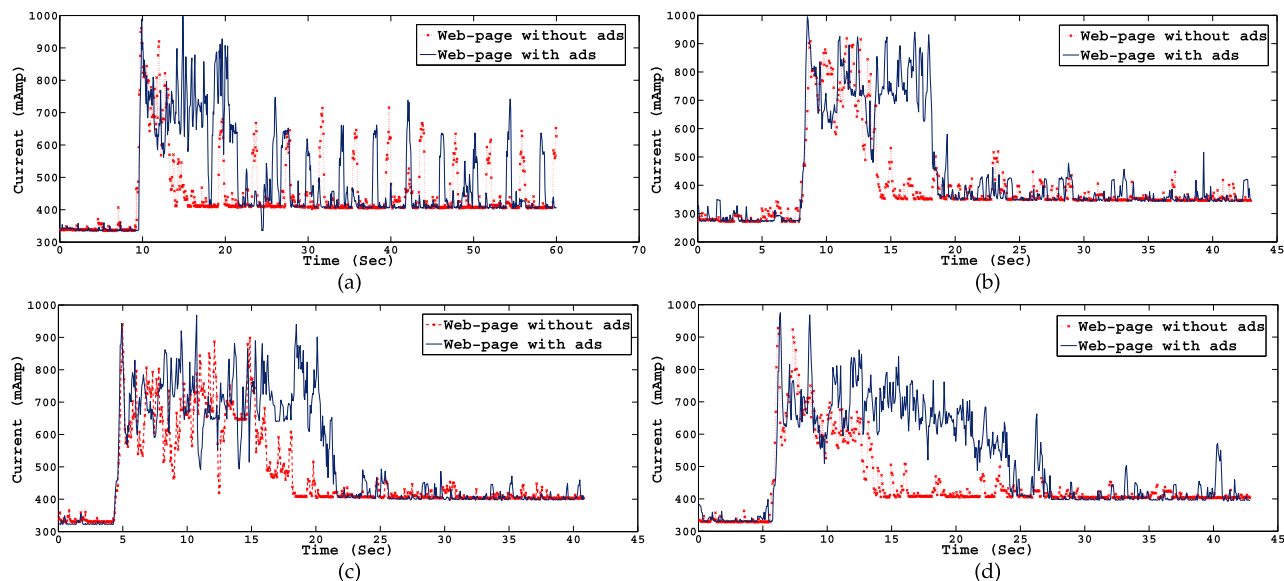 1000
900
800
700
600
500
400
300
Current (mAmp)
0 10 20 30 40 50 60 70
Time (Sec)
Web-page without ads
Web-page with ads
(a)
1000
900
800
700
600
500
400
300
200
Current (mAmp)
0 5 10 15 20 25 30 35 40 45
Time (Sec)
Web-page without ads
Web-page with ads
(b)
1000
900
800
700
600
500
400
300
Current (mAmp)
0 5 10 15 20 25 30 35 40 45
Time (Sec)
Web-page without ads
Web-page with ads
(c)
1000
900
800
700
600
500
400
300
Current (mAmp)
0 5 10 15 20 25 30 35 40 45
Time (Sec)
Web-page without ads
Web-page with ads
(d)